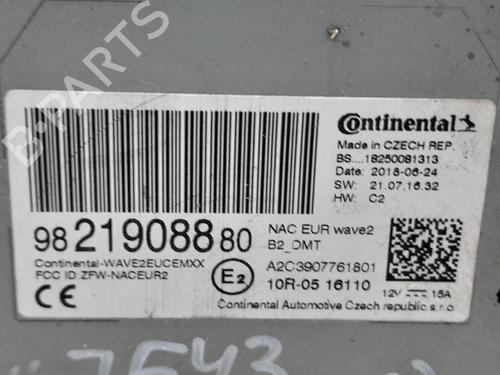 B-PARTS
Continental
Made in CZECH REP.
BS....18250081313
Date: 2018-06-24
SW: 21.07.16.32
HW: C2
98 219088 80
NAC EUR wave2
B2_DMT
Continental-WAVE2EUCEMXX
FCC ID: ZFW-NACEUR2
CE
E2
A2C3907761801
10R-05 16110
12V 15A
Continental Automotive Czech republic s.r.o.
7543